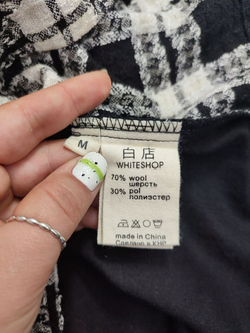 M
白店
WHITESHOP
70% wool
шерсть
30% pol
полиэстер
made in China
Сделано в КНР